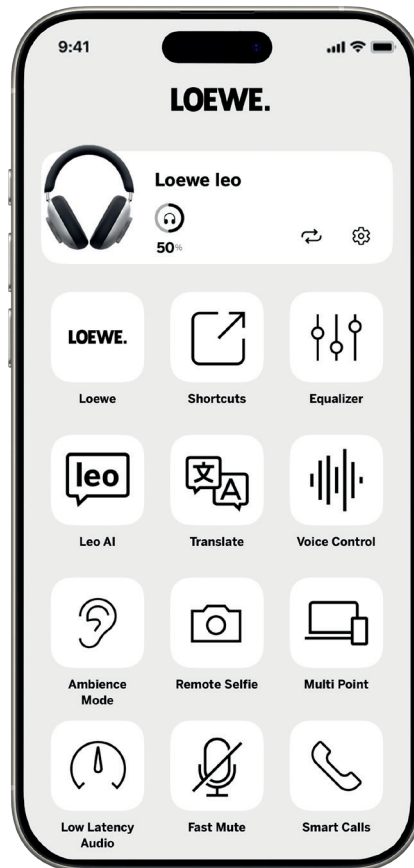 9:41
LOEWE.
Loewe leo
50%
LOEWE.
Loewe
Shortcuts
Equalizer
leo
文
A
Leo AI
Translate
Voice Control
Ambience
Mode
Remote Selfie
Multi Point
Low Latency
Audio
Fast Mute
Smart Calls